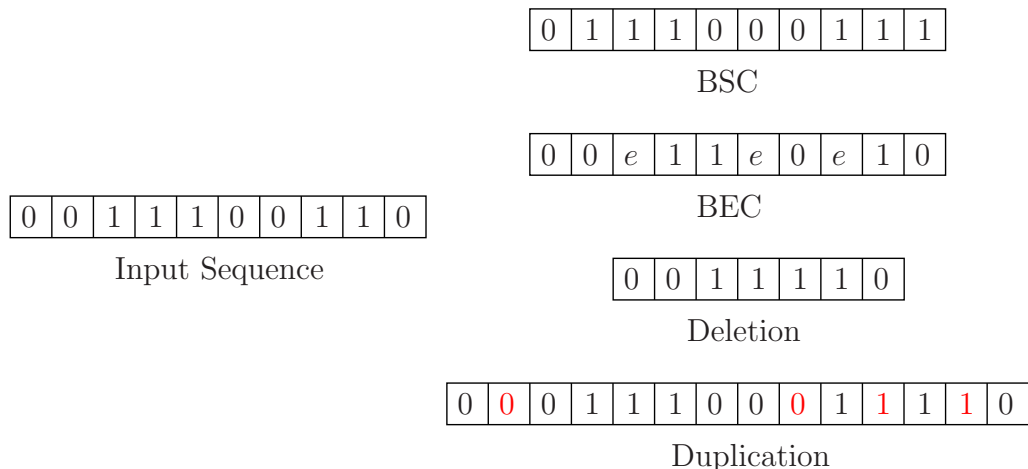 0 1 1 1 0 0 0 1 1 1
BSC
0 0 e 1 1 e 0 e 1 0
BEC
0 0 1 1 1 0 0 1 1 0
Input Sequence
0 0 1 1 1 1 0
Deletion
0 0 0 1 1 1 0 0 0 1 1 1 1 0
Duplication